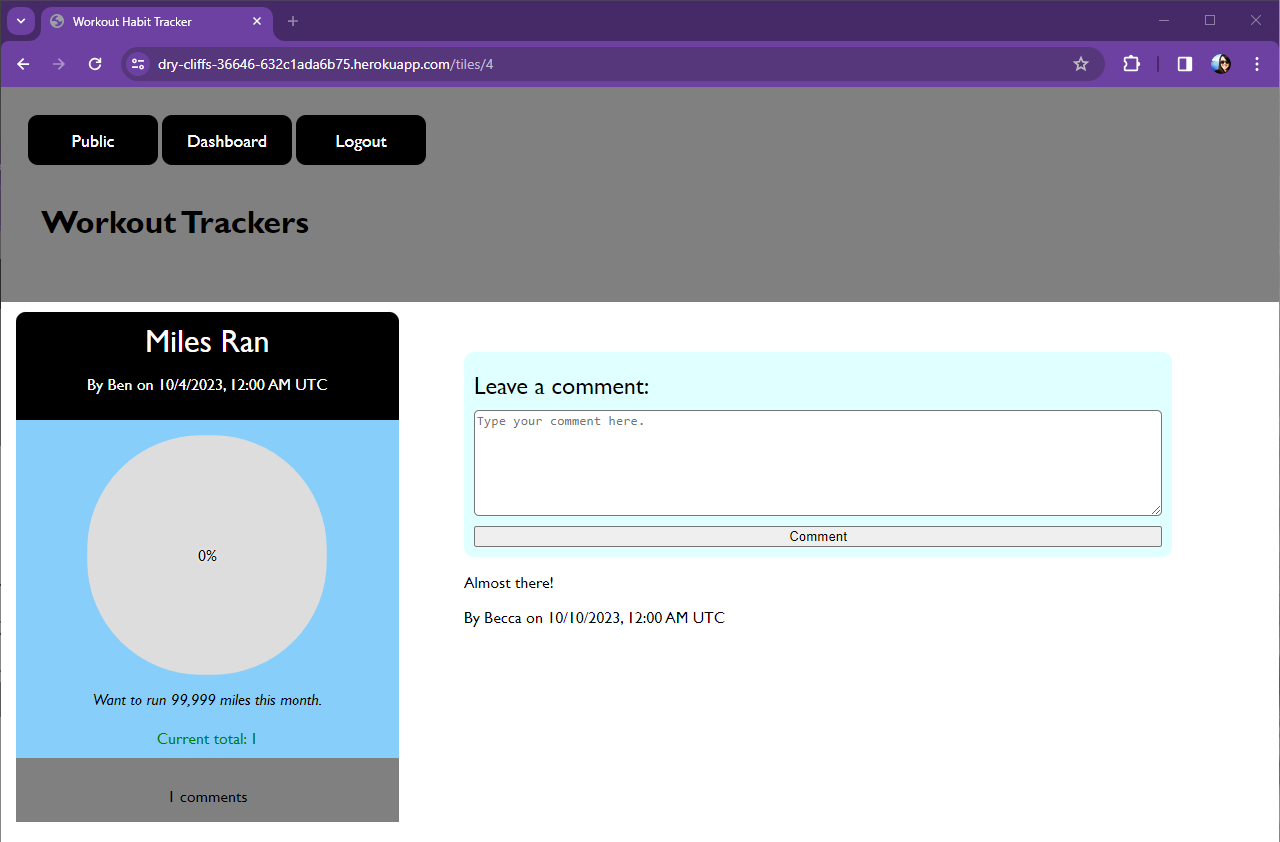 Workout Habit Tracker
dry-cliffs-36646-632c1ada6b75.herokuapp.com/tiles/4
Public Dashboard Logout
Workout Trackers
Miles Ran
By Ben on 10/4/2023, 12:00 AM UTC
0%
Want to run 99,999 miles this month.
Current total: 1
1 comments
Leave a comment:
Type your comment here.
Comment
Almost there!
By Becca on 10/10/2023, 12:00 AM UTC